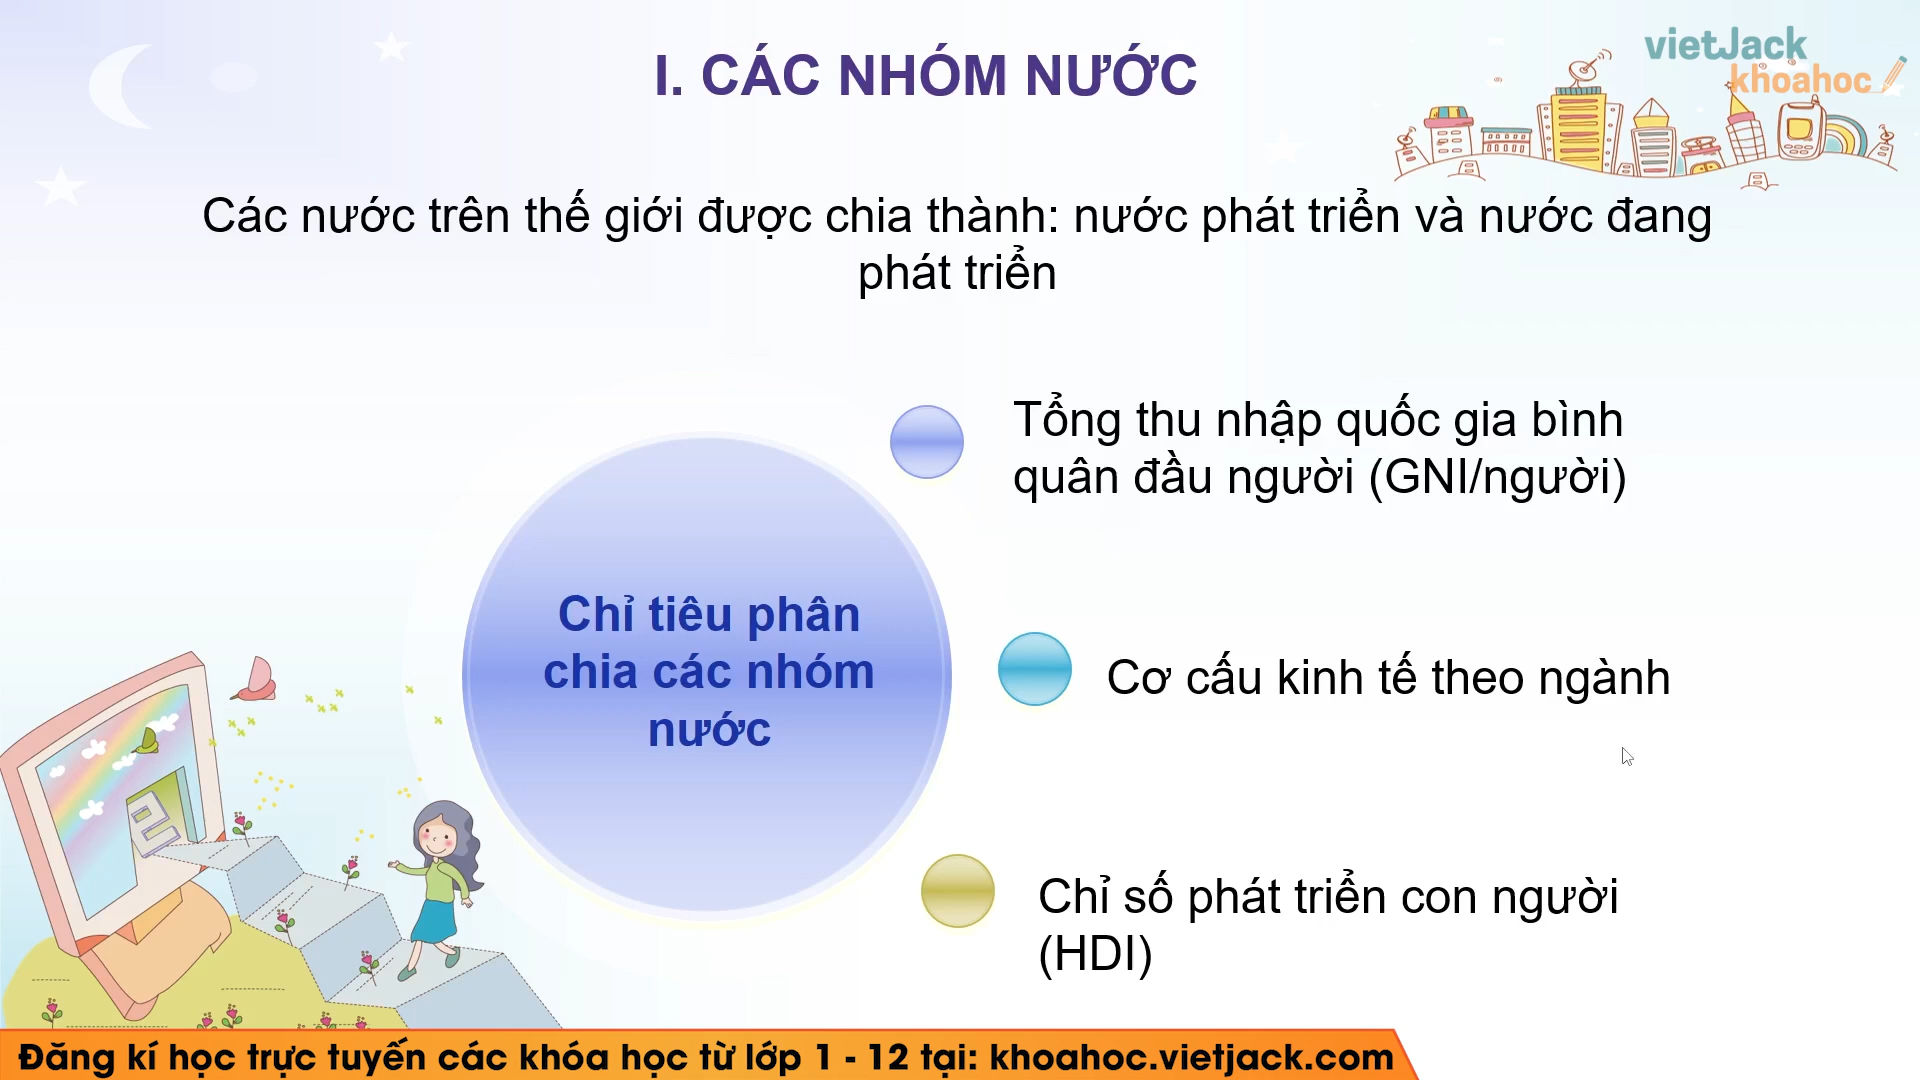 I. CÁC NHÓM NƯỚC
vietJack
khoahoc
Các nước trên thế giới được chia thành: nước phát triển và nước đang
phát triển
Tổng thu nhập quốc gia bình
quân đầu người (GNI/người)
Chỉ tiêu phân
chia các nhóm
nước
Cơ cấu kinh tế theo ngành
Chỉ số phát triển con người
(HDI)
Đăng kí học trực tuyến các khóa học từ lớp 1 - 12 tại: khoahoc.vietjack.com